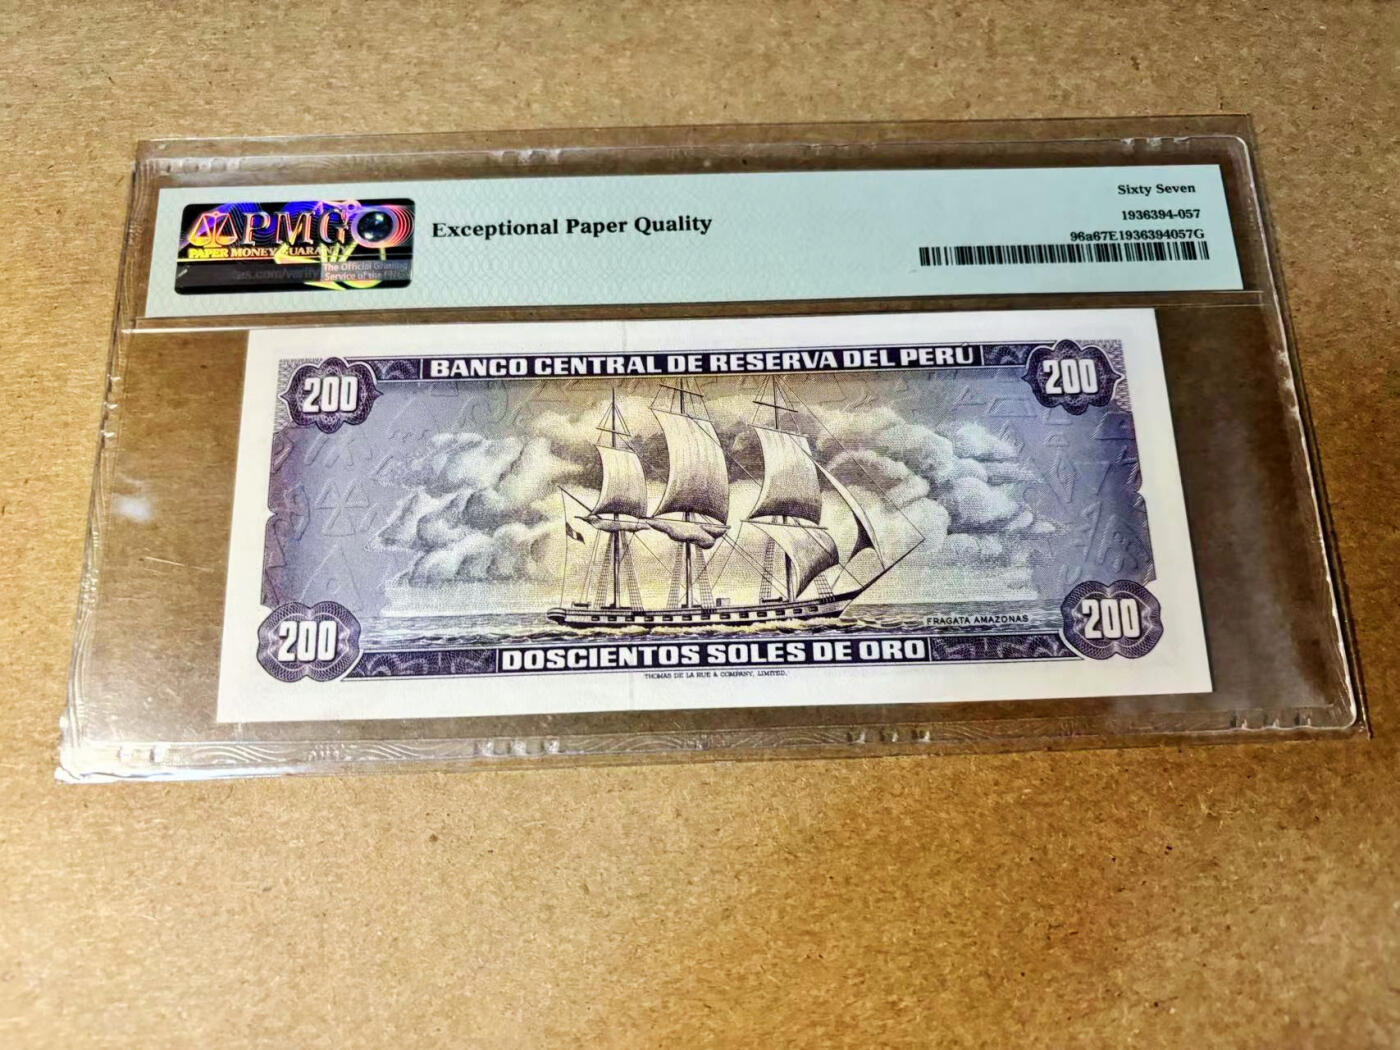 Sixty Seven
1936394-057
96a67E1936394057G
PMG
PAPER MONEY GUARANTY
The Official Grading
Service of the
Exceptional Paper Quality
BANCO CENTRAL DE RESERVA DEL PERÚ
200
200
FRAGATA AMAZONAS
200
200
DOSCIENTOS SOLES DE ORO
THOMAS DE LA RUE & COMPANY, LIMITED.